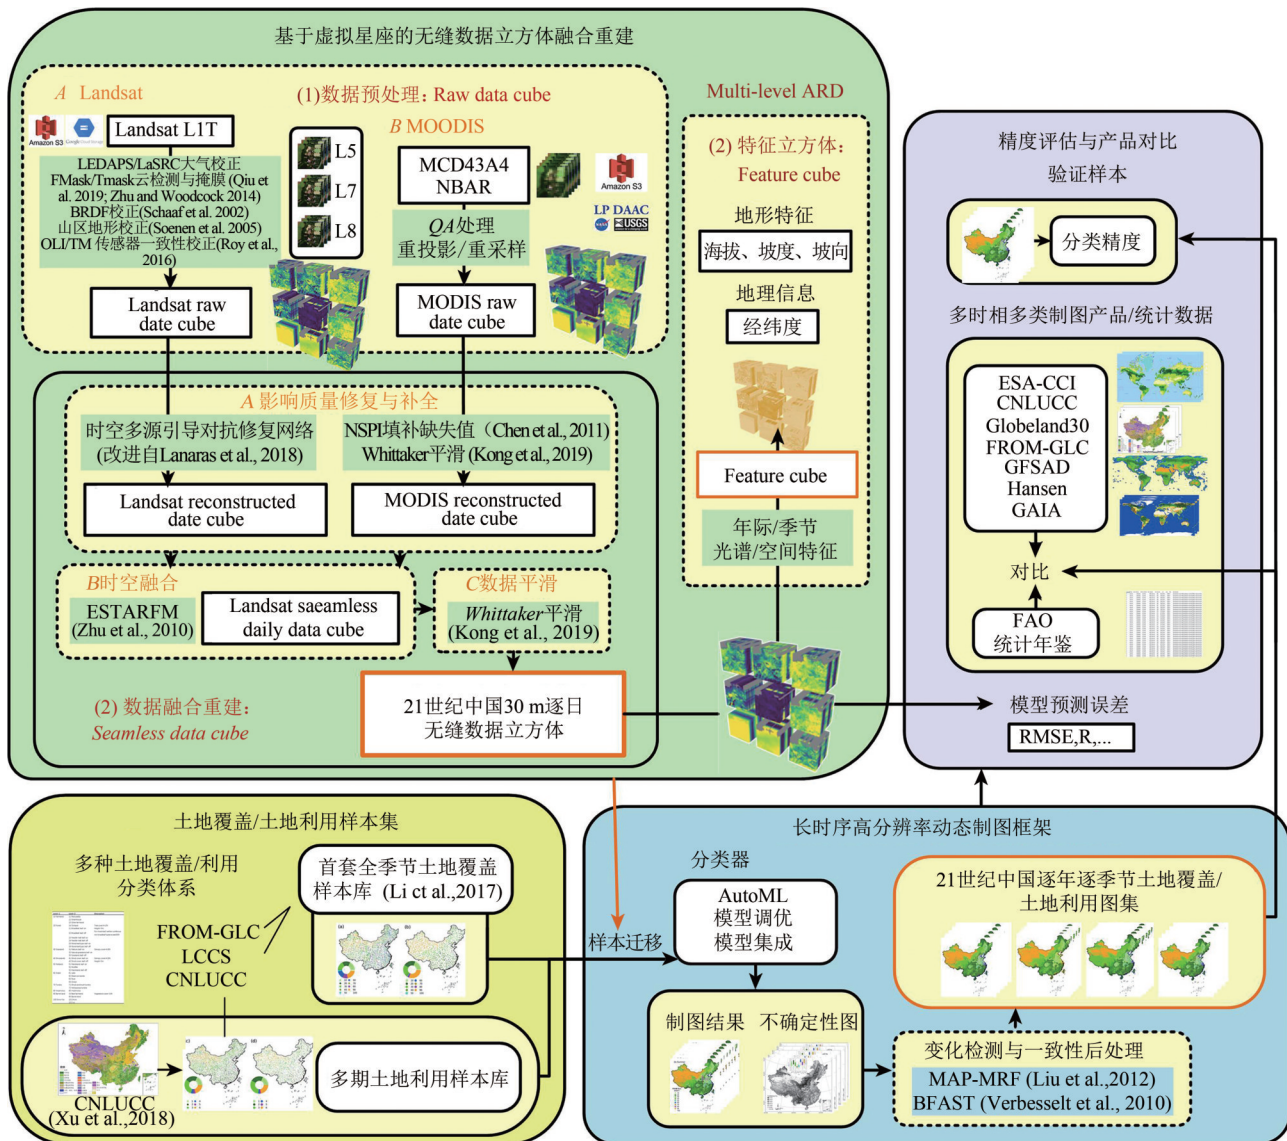 基于虚拟星座的无缝数据立方体融合重建
A Landsat
(1)数据预处理: Raw data cube
Amazon S3
Landsat L1T
LEDAPS/LaSRC大气校正
FMask/Tmask云检测与掩膜 (Qiu et
al. 2019; Zhu and Woodcock 2014)
BRDF校正(Schaaf et al. 2002)
山区地形校正(Soenen et al. 2005)
OLI/TM 传感器一致性校正(Roy et al.,
2016)
Landsat raw
date cube
L5
L7
L8
B MOODIS
MCD43A4
NBAR
Amazon S3
LP DAAC
NASA
USGS
QA处理
重投影/重采样
MODIS raw
date cube
A 影响质量修复与补全
时空多源引导对抗修复网络
(改进自Lanaras et al., 2018)
Landsat reconstructed
date cube
NSPI填补缺失值（Chen et al., 2011)
Whittaker平滑 (Kong et al., 2019)
MODIS reconstructed
date cube
B时空融合
ESTARFM
(Zhu et al., 2010)
Landsat saeamless
daily data cube
C数据平滑
Whittaker平滑
(Kong et al., 2019)
(2) 数据融合重建:
Seamless data cube
21世纪中国30 m逐日
无缝数据立方体
Multi-level ARD
(2) 特征立方体:
Feature cube
地形特征
海拔、坡度、坡向
地理信息
经纬度
Feature cube
年际/季节
光谱/空间特征
精度评估与产品对比
验证样本
分类精度
多时相多类制图产品/统计数据
ESA-CCI
CNLUCC
Globeland30
FROM-GLC
GFSAD
Hansen
GAIA
对比
FAO
统计年鉴
模型预测误差
RMSE,R,...
土地覆盖/土地利用样本集
多种土地覆盖/利用
分类体系
首套全季节土地覆盖
样本库 (Li ct al.,2017)
FROM-GLC
LCCS
CNLUCC
(a)
(b)
(c)
(d)
CNLUCC
(Xu et al.,2018)
多期土地利用样本库
长时序高分辨率动态制图框架
分类器
AutoML
模型调优
模型集成
样本迁移
制图结果
不确定性图
21世纪中国逐年逐季节土地覆盖/
土地利用图集
变化检测与一致性后处理
MAP-MRF (Liu et al.,2012)
BFAST (Verbesselt et al., 2010)